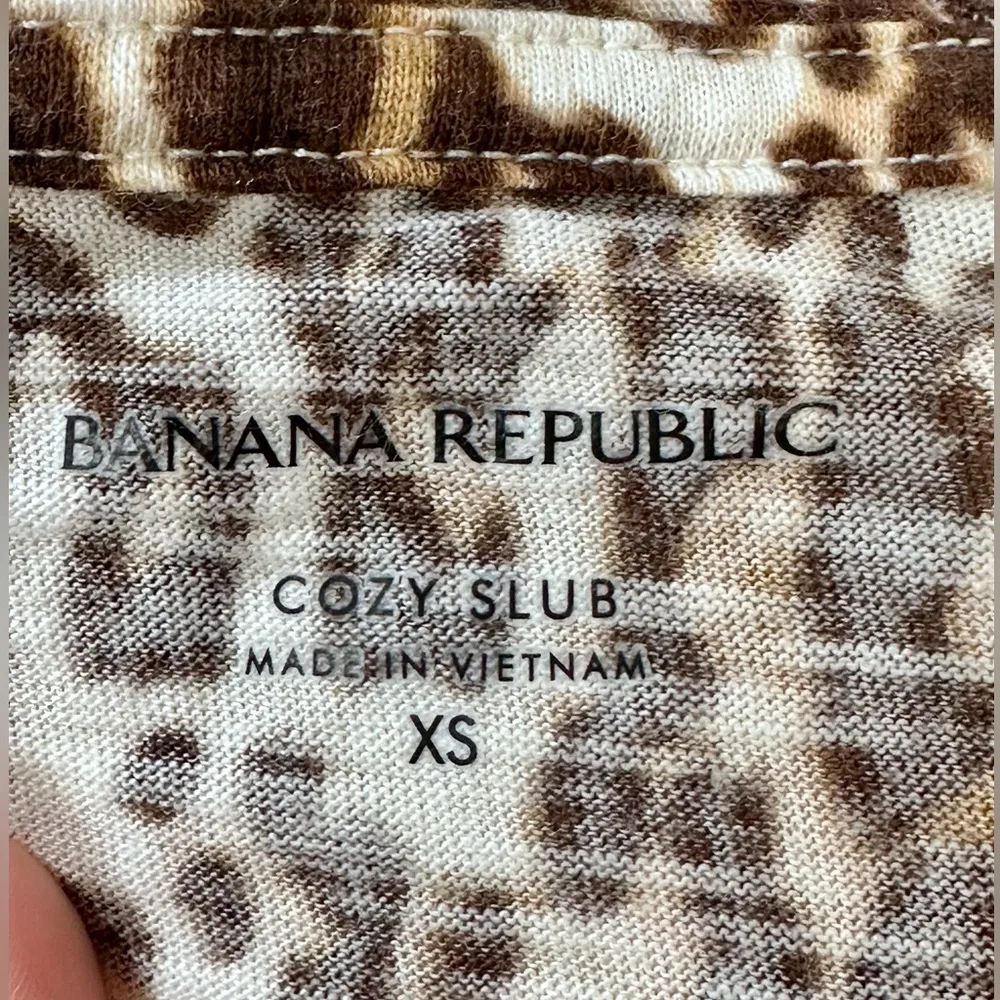 BANANA REPUBLIC
COZY SLUB
MADE IN VIETNAM
XS